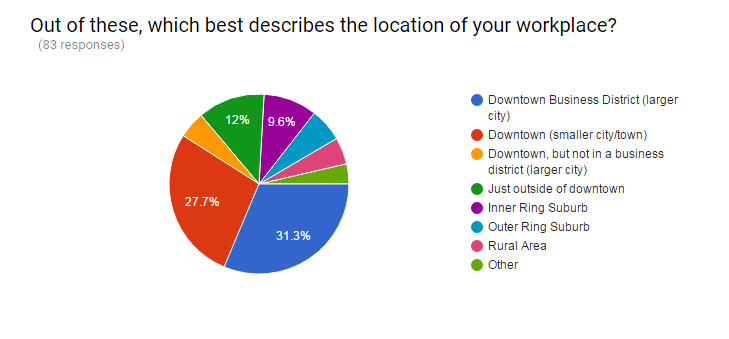 Out of these, which best describes the location of your workplace?
(83 responses)
12%
9.6%
27.7%
31.3%
Downtown Business District (larger
city)
Downtown (smaller city/town)
Downtown, but not in a business
district (larger city)
Just outside of downtown
Inner Ring Suburb
Outer Ring Suburb
Rural Area
Other